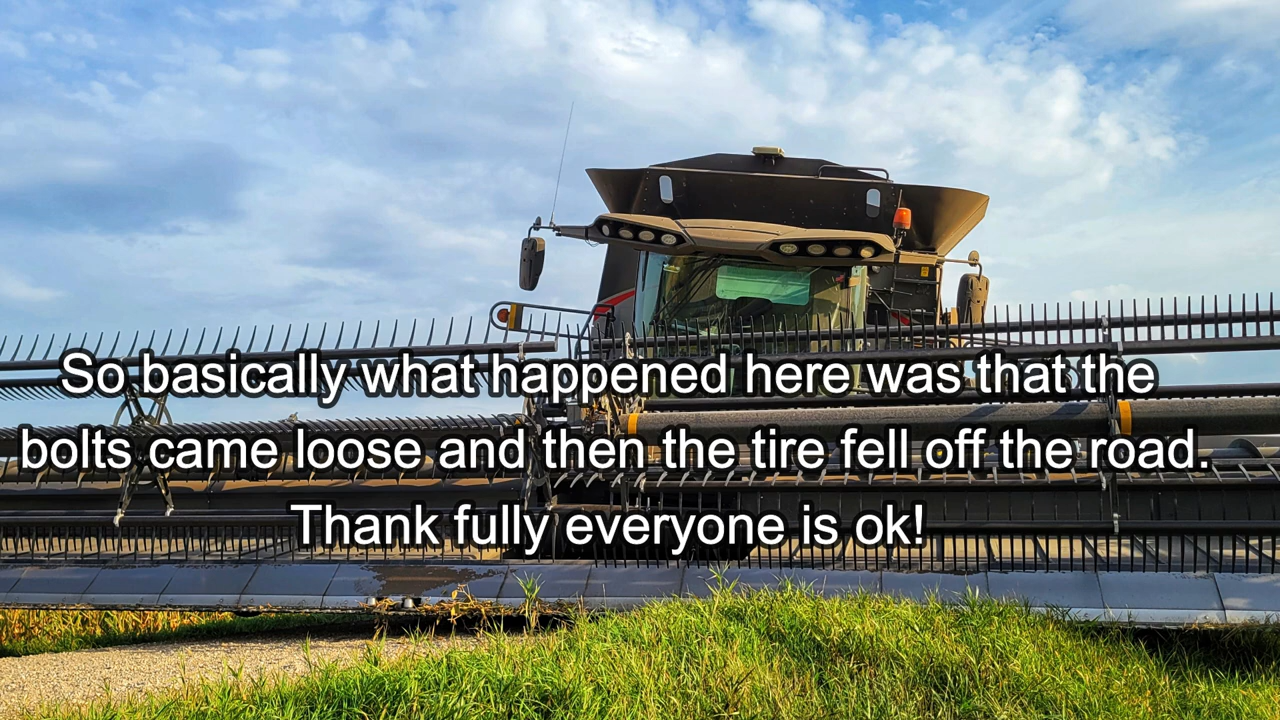 So basically what happened here was that the
bolts came loose and then the tire fell off the road.
Thank fully everyone is ok!